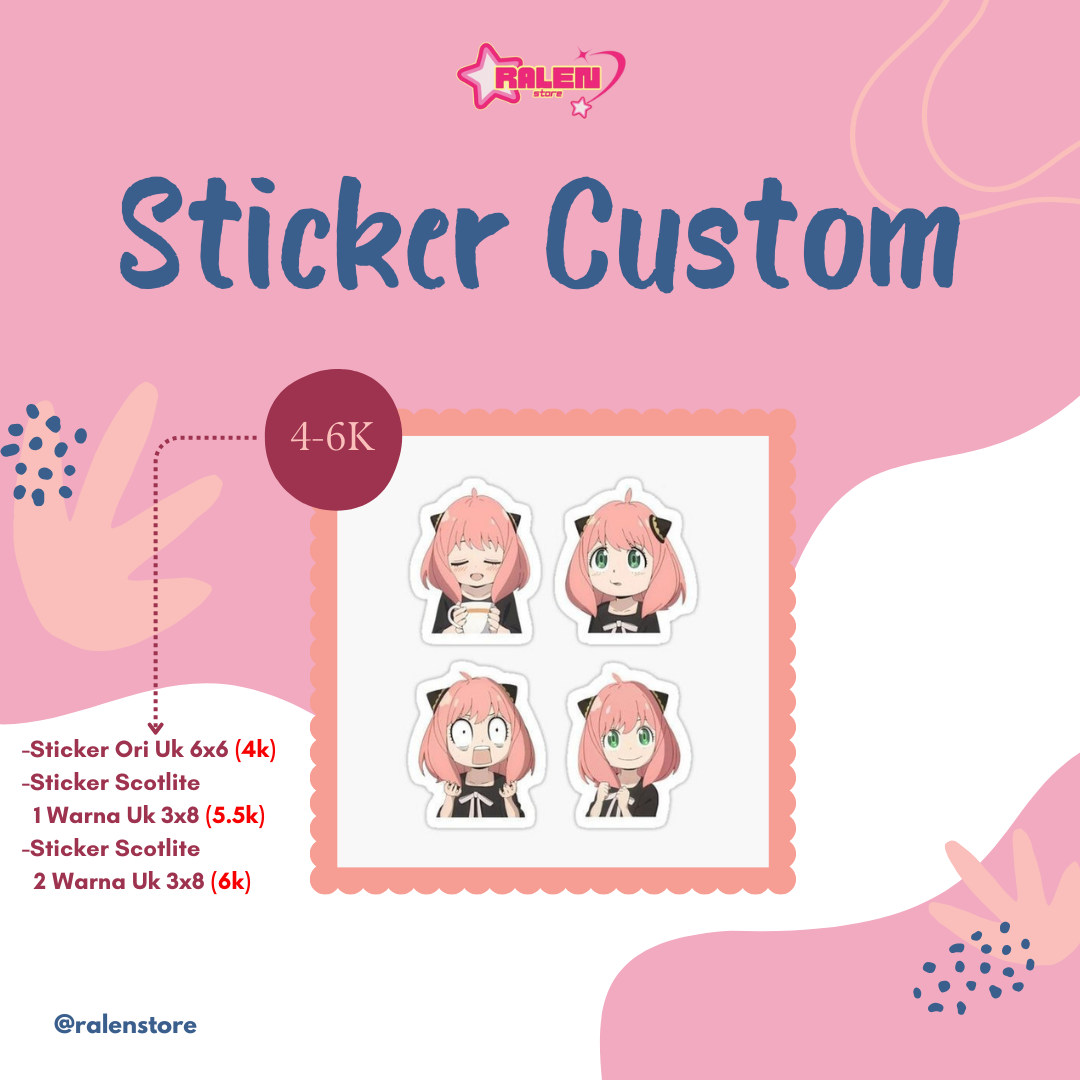 RALEN
store
Sticker Custom
4-6K
-Sticker Ori Uk 6x6 (4k)
-Sticker Scotlite
1 Warna Uk 3x8 (5.5k)
-Sticker Scotlite
2 Warna Uk 3x8 (6k)
@ralenstore